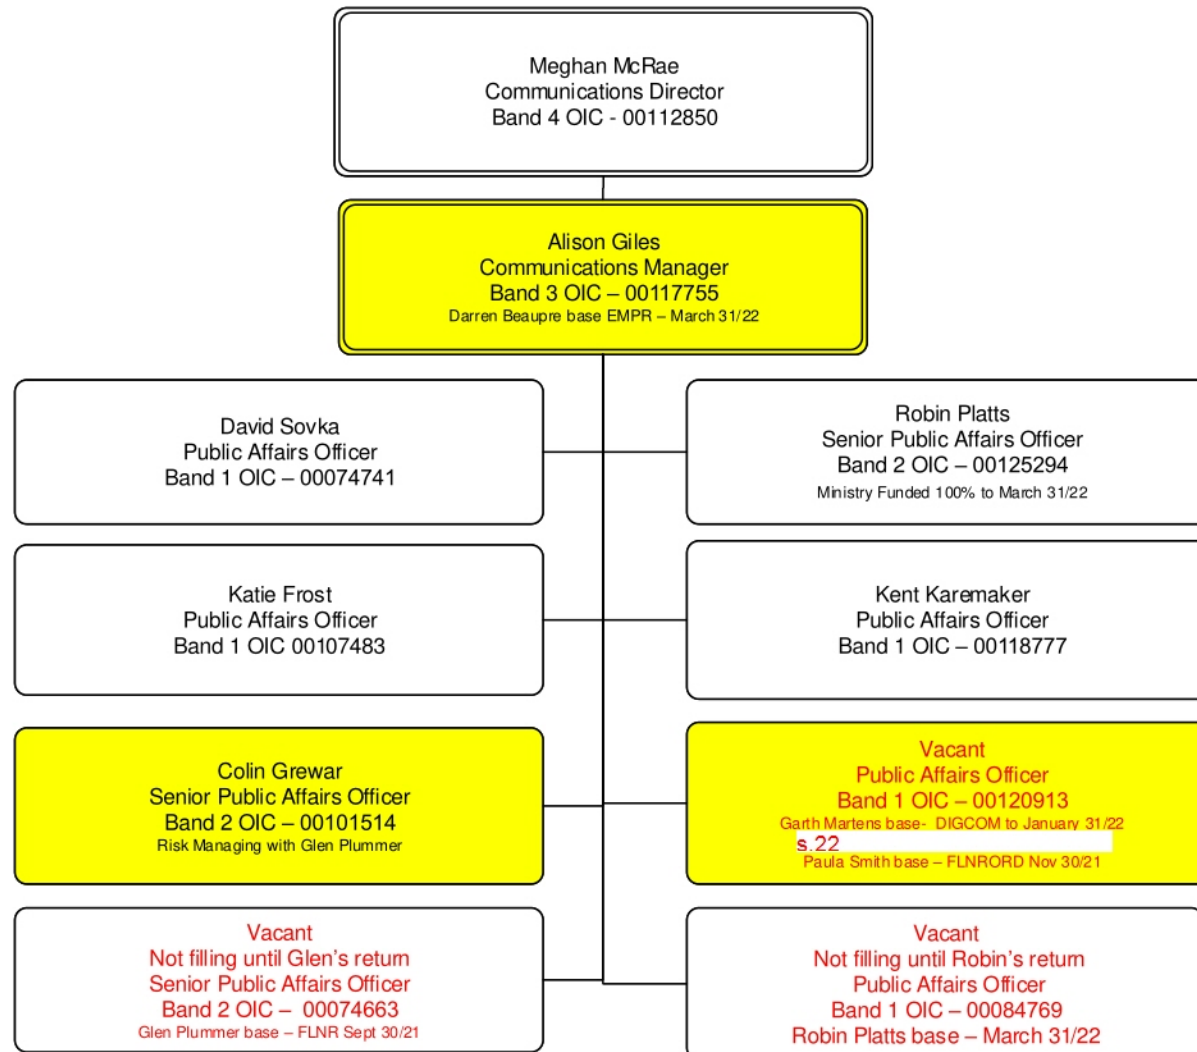 Meghan McRae
Communications Director
Band 4 OIC - 00112850
Alison Giles
Communications Manager
Band 3 OIC – 00117755
Darren Beaupre base EMPR – March 31/22
David Sovka
Public Affairs Officer
Band 1 OIC – 00074741
Robin Platts
Senior Public Affairs Officer
Band 2 OIC – 00125294
Ministry Funded 100% to March 31/22
Katie Frost
Public Affairs Officer
Band 1 OIC 00107483
Kent Karemaker
Public Affairs Officer
Band 1 OIC – 00118777
Colin Grewar
Senior Public Affairs Officer
Band 2 OIC – 00101514
Risk Managing with Glen Plummer
Vacant
Public Affairs Officer
Band 1 OIC – 00120913
Garth Martens base- DIGCOM to January 31/22
s.22
Paula Smith base – FLNRORD Nov 30/21
Vacant
Not filling until Glen's return
Senior Public Affairs Officer
Band 2 OIC – 00074663
Glen Plummer base – FLNR Sept 30/21
Vacant
Not filling until Robin's return
Public Affairs Officer
Band 1 OIC – 00084769
Robin Platts base – March 31/22